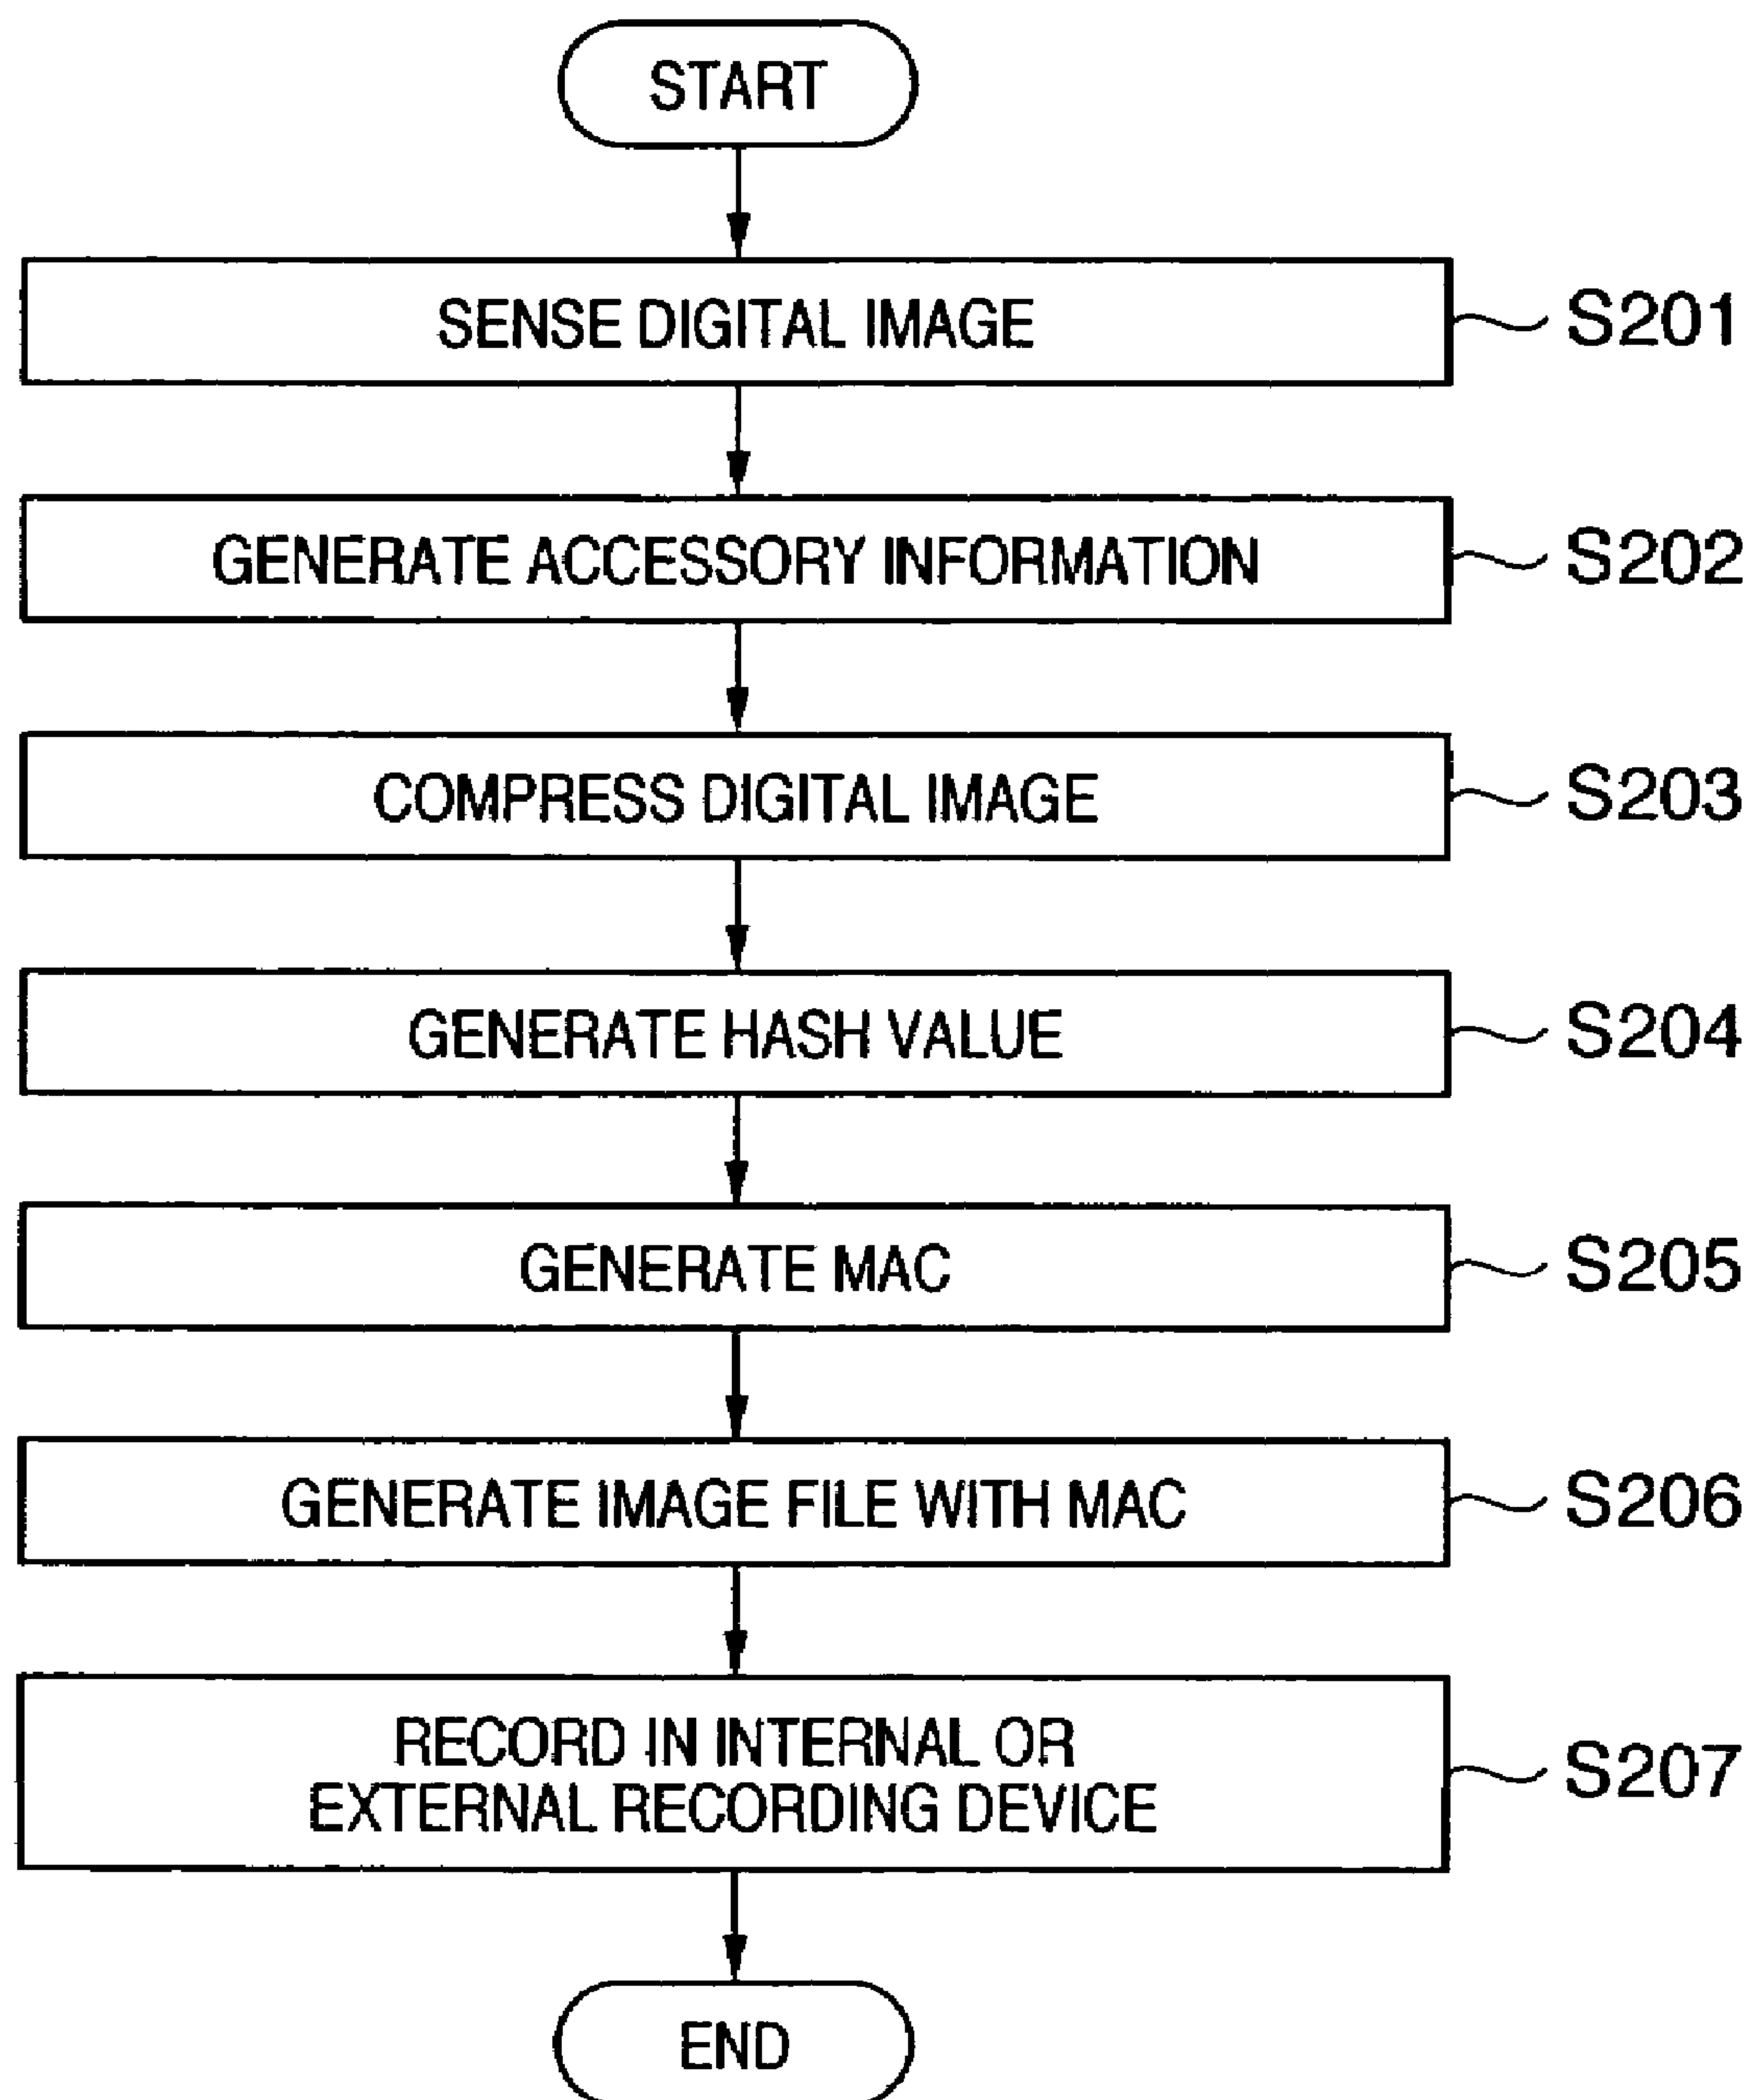 START
SENSE DIGITAL IMAGE
S201
GENERATE ACCESSORY INFORMATION
S202
COMPRESS DIGITAL IMAGE
S203
GENERATE HASH VALUE
S204
GENERATE MAC
S205
GENERATE IMAGE FILE WITH MAC
S206
RECORD IN INTERNAL OR
EXTERNAL RECORDING DEVICE
S207
END